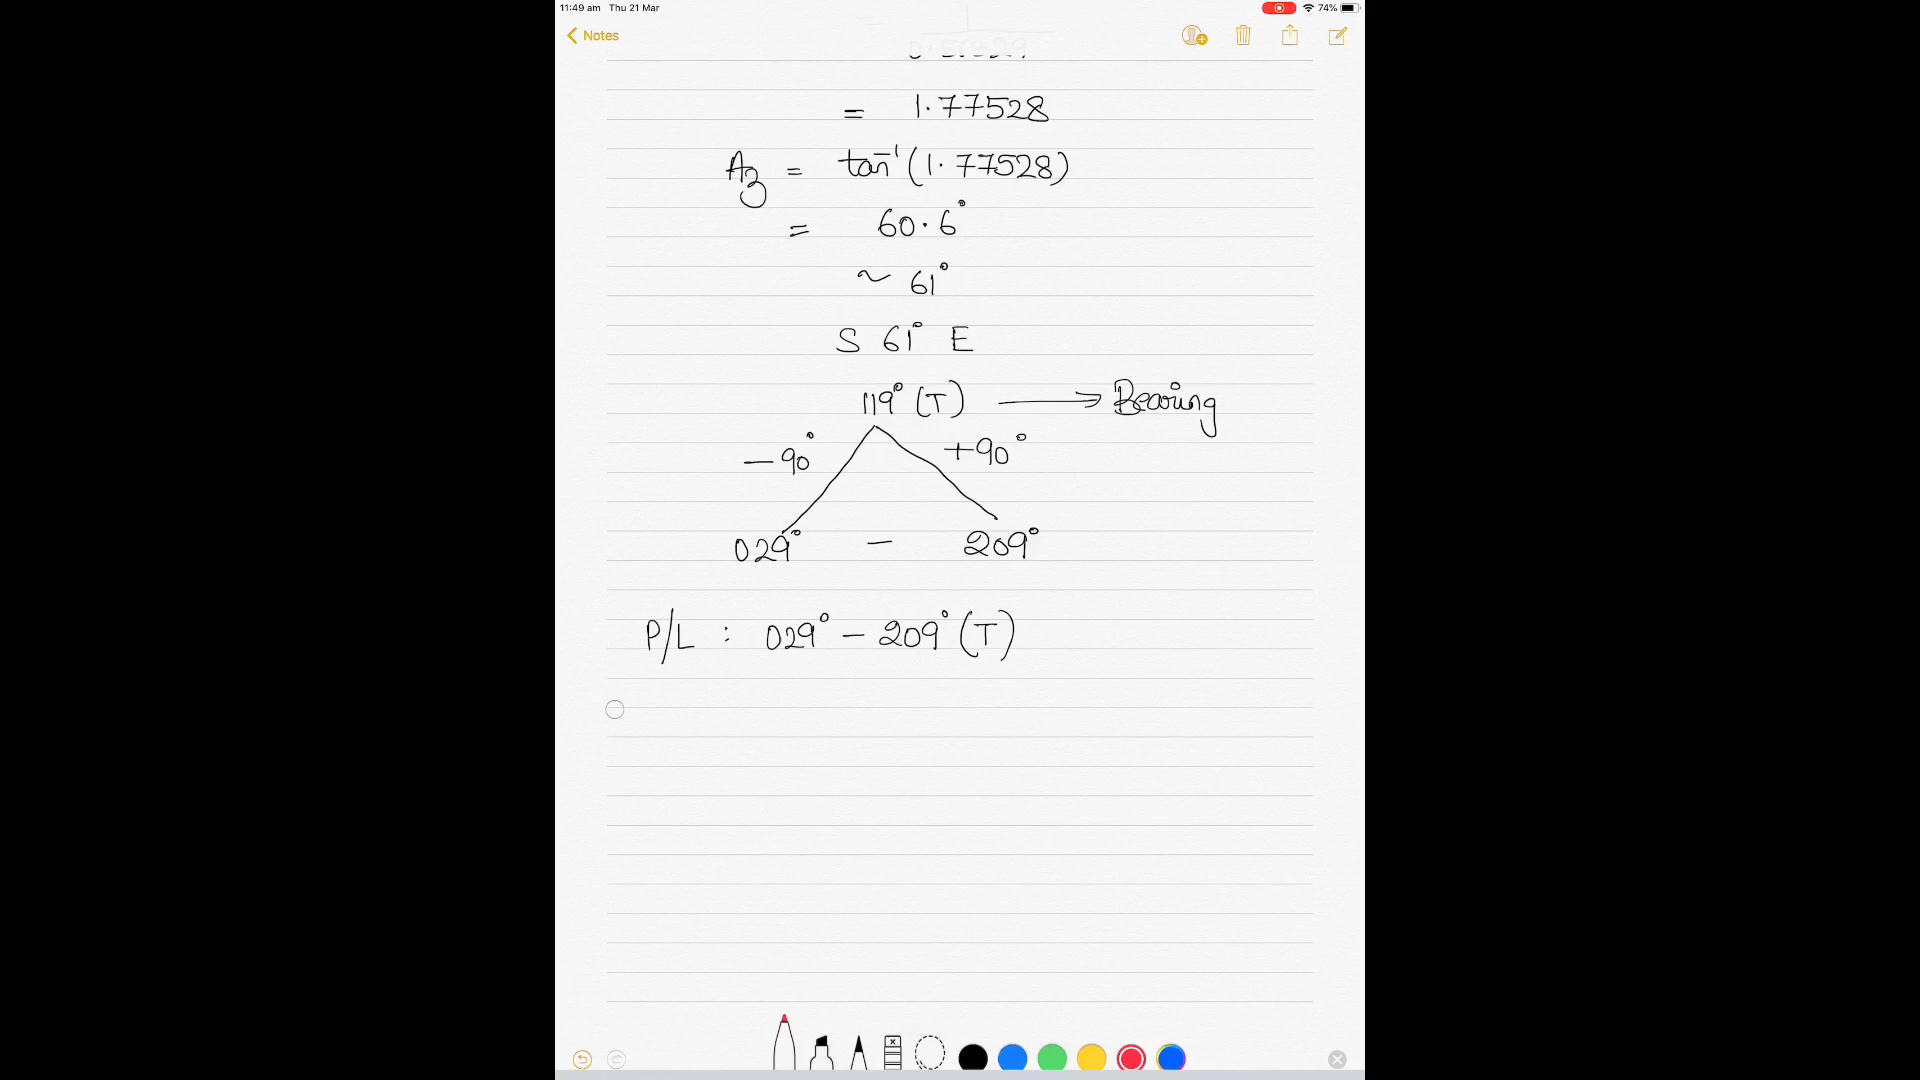 11:49 am Thu 21 Mar
74%
Notes
= 1.77528
Az = tan⁻¹(1.77528)
= 60.6°
~ 61°
S 61° E
119° (T) → Bearing
−90° +90°
029° − 209°
P/L : 029° − 209° (T)